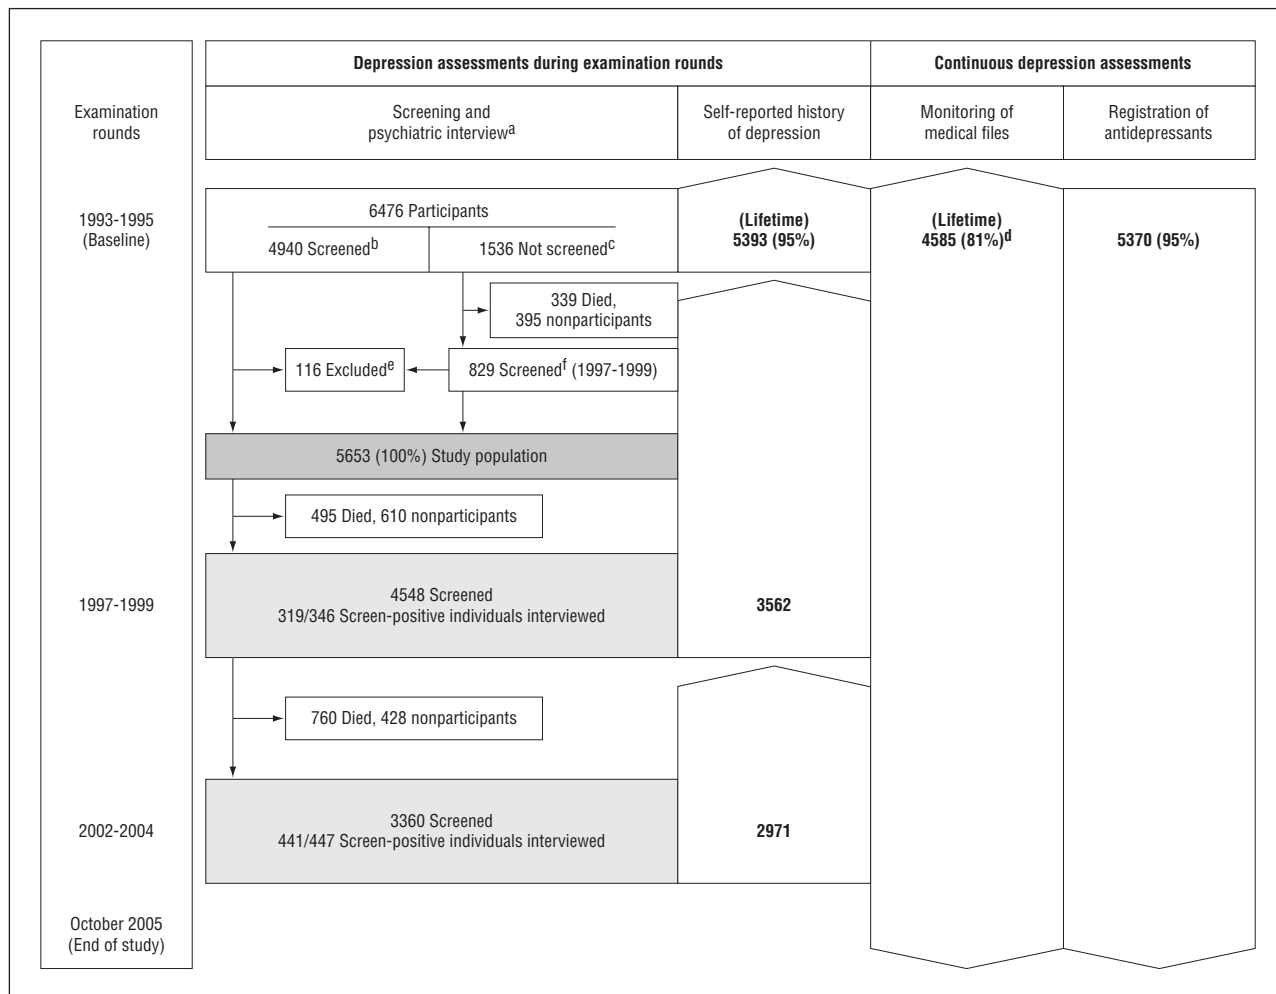 Depression assessments during examination rounds
Continuous depression assessments
Examination
rounds
Screening and
psychiatric interviewa
Self-reported history
of depression
Monitoring of
medical files
Registration of
antidepressants
1993-1995
(Baseline)
6476 Participants
4940 Screenedb
1536 Not screenedc
(Lifetime)
5393 (95%)
(Lifetime)
4585 (81%)d
5370 (95%)
339 Died,
395 nonparticipants
116 Excludede
829 Screenedf (1997-1999)
5653 (100%) Study population
495 Died, 610 nonparticipants
1997-1999
4548 Screened
319/346 Screen-positive individuals interviewed
3562
760 Died, 428 nonparticipants
2002-2004
3360 Screened
441/447 Screen-positive individuals interviewed
2971
October 2005
(End of study)